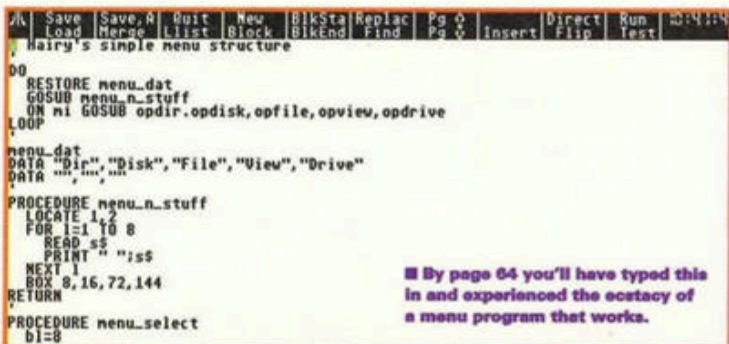 Save Save,A Quit New BlkSta Replac Pg ⇧ Direct Run
Load Merge Llist Block BlkEnd Find Pg ⇩ Insert Flip Test
' Hairy's simple menu structure
DO
RESTORE menu_dat
GOSUB menu_n_stuff
ON mi GOSUB opdir.opdisk,opfile,opview,opdrive
LOOP
'
menu_dat:
DATA "Dir","Disk","File","View","Drive"
DATA "","",""
'
PROCEDURE menu_n_stuff
LOCATE 1,2
FOR l=1 TO 8
READ s$
PRINT " ";s$
NEXT l
BOX 8,16,72,144
RETURN
'
PROCEDURE menu_select
bl=8
■ By page 64 you'll have typed this
in and experienced the ecstacy of
a menu program that works.